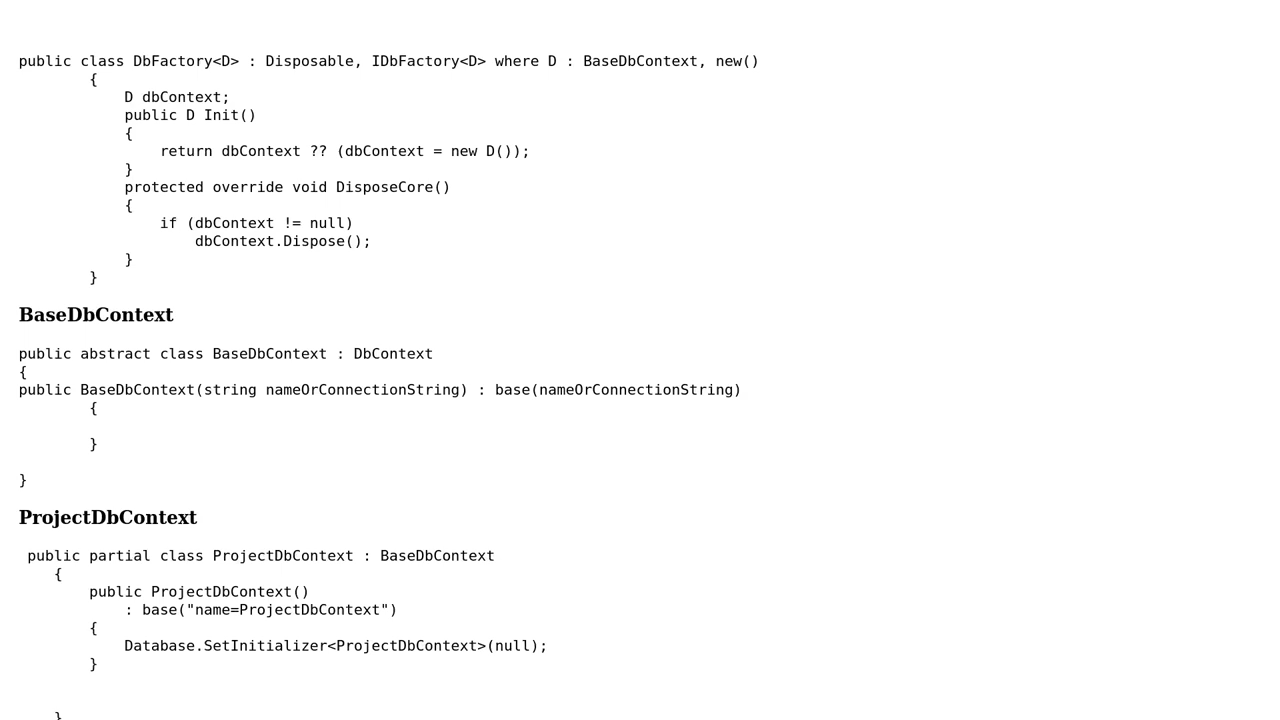 public class DbFactory<D> : Disposable, IDbFactory<D> where D : BaseDbContext, new()
        {
            D dbContext;
            public D Init()
            {
                return dbContext ?? (dbContext = new D());
            }
            protected override void DisposeCore()
            {
                if (dbContext != null)
                    dbContext.Dispose();
            }
        }
BaseDbContext
public abstract class BaseDbContext : DbContext
{
public BaseDbContext(string nameOrConnectionString) : base(nameOrConnectionString)
        {
        }
}
ProjectDbContext
 public partial class ProjectDbContext : BaseDbContext
    {
        public ProjectDbContext()
            : base("name=ProjectDbContext")
        {
            Database.SetInitializer<ProjectDbContext>(null);
        }
    }